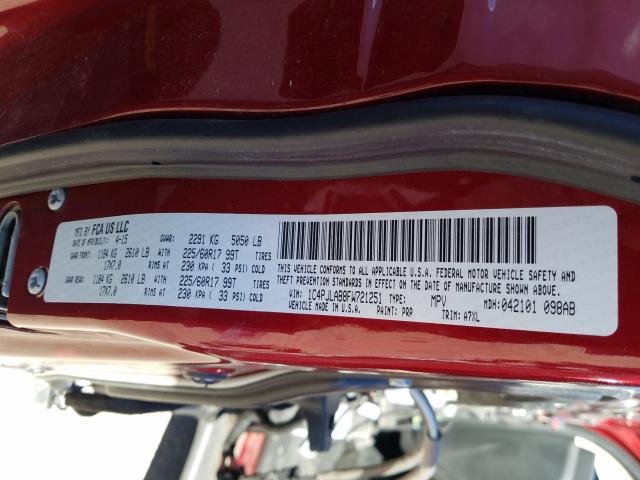 MFD BY FCA US LLC
DATE OF MFR/BUILT: 4-15 GVWR: 2291 KG 5050 LB
GAWR FRONT: 1184 KG 2610 LB WITH 225/60R17 99T TIRES
17X7.0 RIMS AT 230 KPA ( 33 PSI) COLD
GAWR REAR: 1184 KG 2610 LB WITH 225/60R17 99T TIRES
17X7.0 RIMS AT 230 KPA ( 33 PSI) COLD
THIS VEHICLE CONFORMS TO ALL APPLICABLE U.S.A. FEDERAL MOTOR VEHICLE SAFETY AND
THEFT PREVENTION STANDARDS IN EFFECT ON THE DATE OF MANUFACTURE SHOWN ABOVE.
VIN: 1C4PJLAB8FW721251 TYPE: MPV MDH:042101 098AB
VEHICLE MADE IN U.S.A. PAINT: PRP TRIM: A7XL